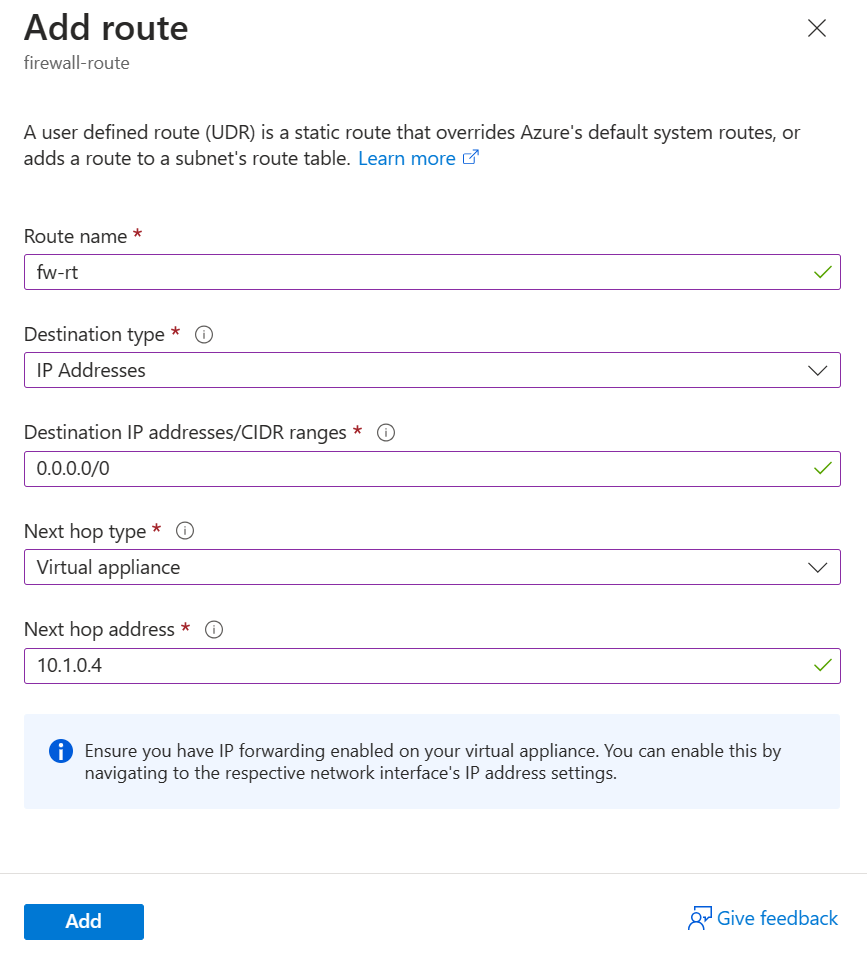 Add route
firewall-route
A user defined route (UDR) is a static route that overrides Azure's default system routes, or
adds a route to a subnet's route table. Learn more
Route name *
fw-rt
Destination type *
IP Addresses
Destination IP addresses/CIDR ranges *
0.0.0.0/0
Next hop type *
Virtual appliance
Next hop address *
10.1.0.4
Ensure you have IP forwarding enabled on your virtual appliance. You can enable this by
navigating to the respective network interface's IP address settings.
Add
Give feedback